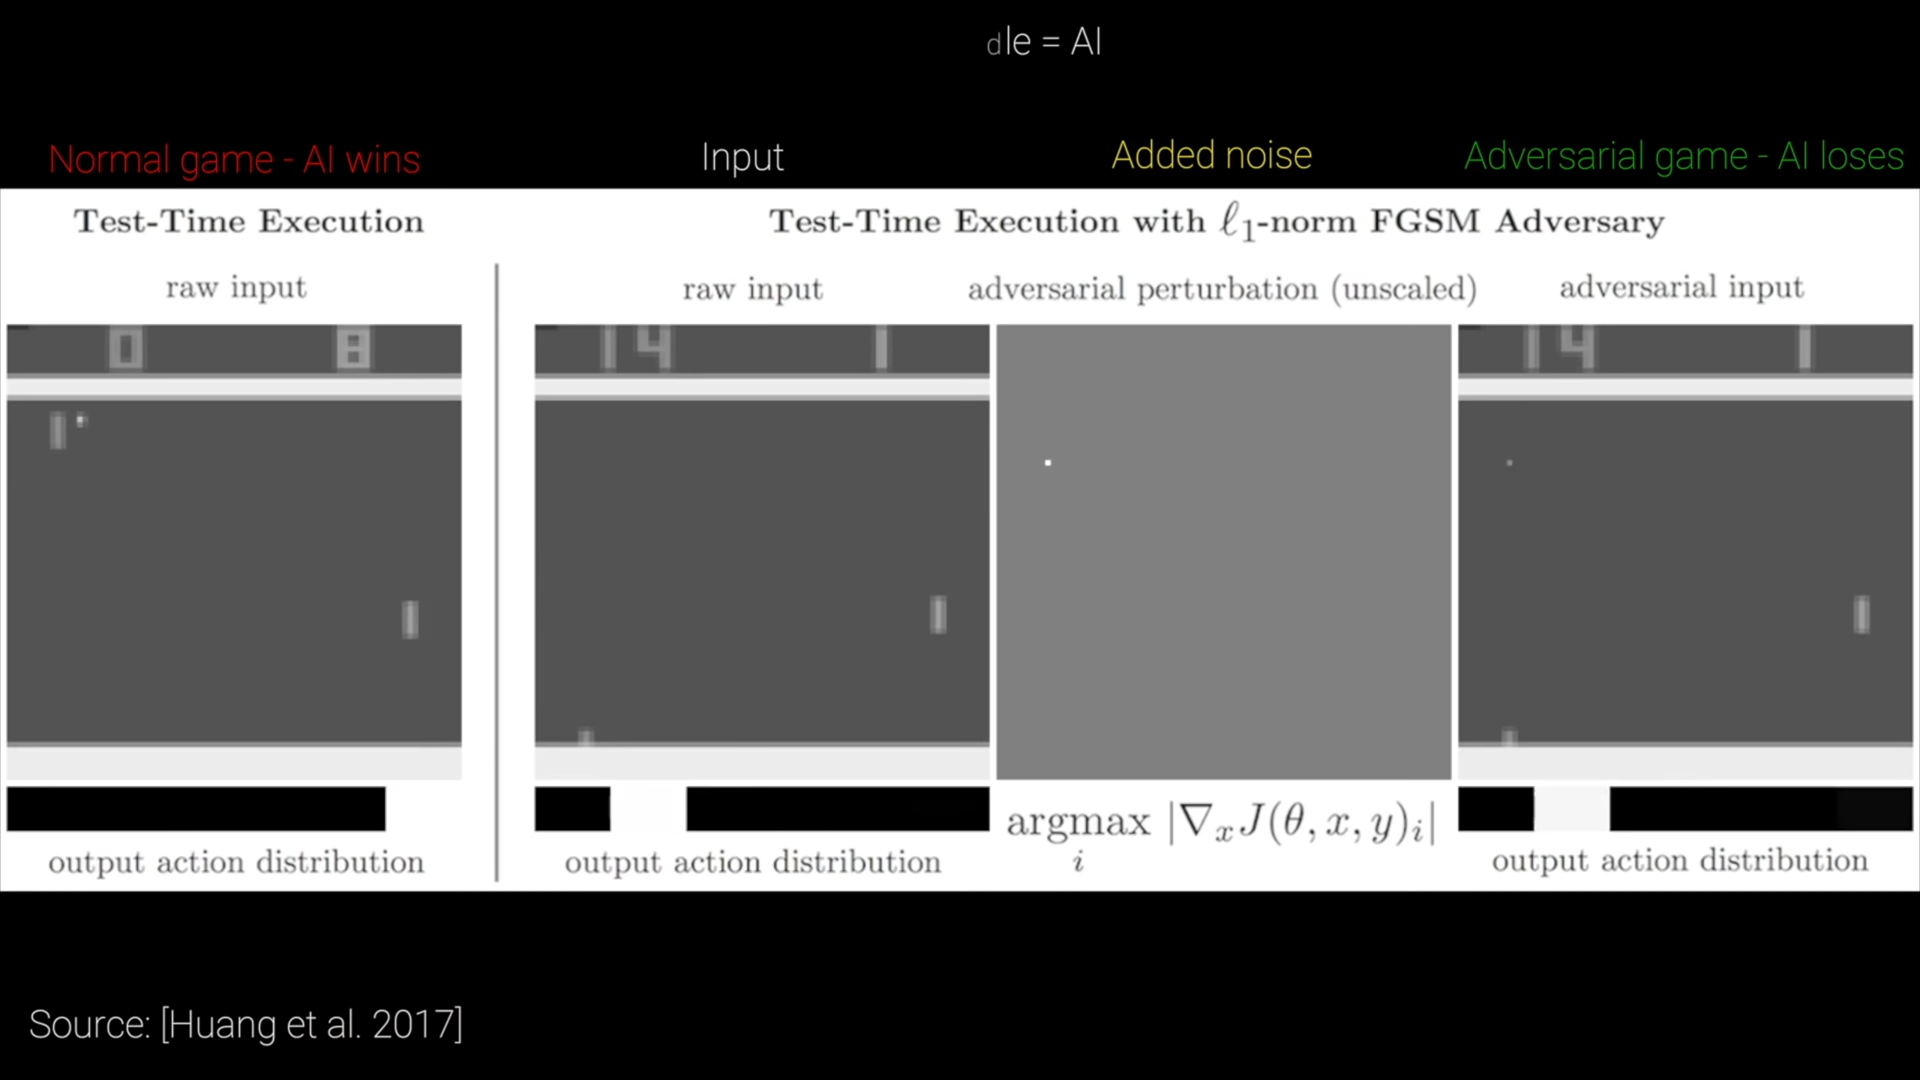 dle = AI
Normal game - AI wins
Input
Added noise
Adversarial game - AI loses
Test-Time Execution
Test-Time Execution with ℓ₁-norm FGSM Adversary
raw input
raw input
adversarial perturbation (unscaled)
adversarial input
0 8
14 1
14 1
argmax |∇ₓJ(θ, x, y)ᵢ|
i
output action distribution
output action distribution
output action distribution
Source: [Huang et al. 2017]